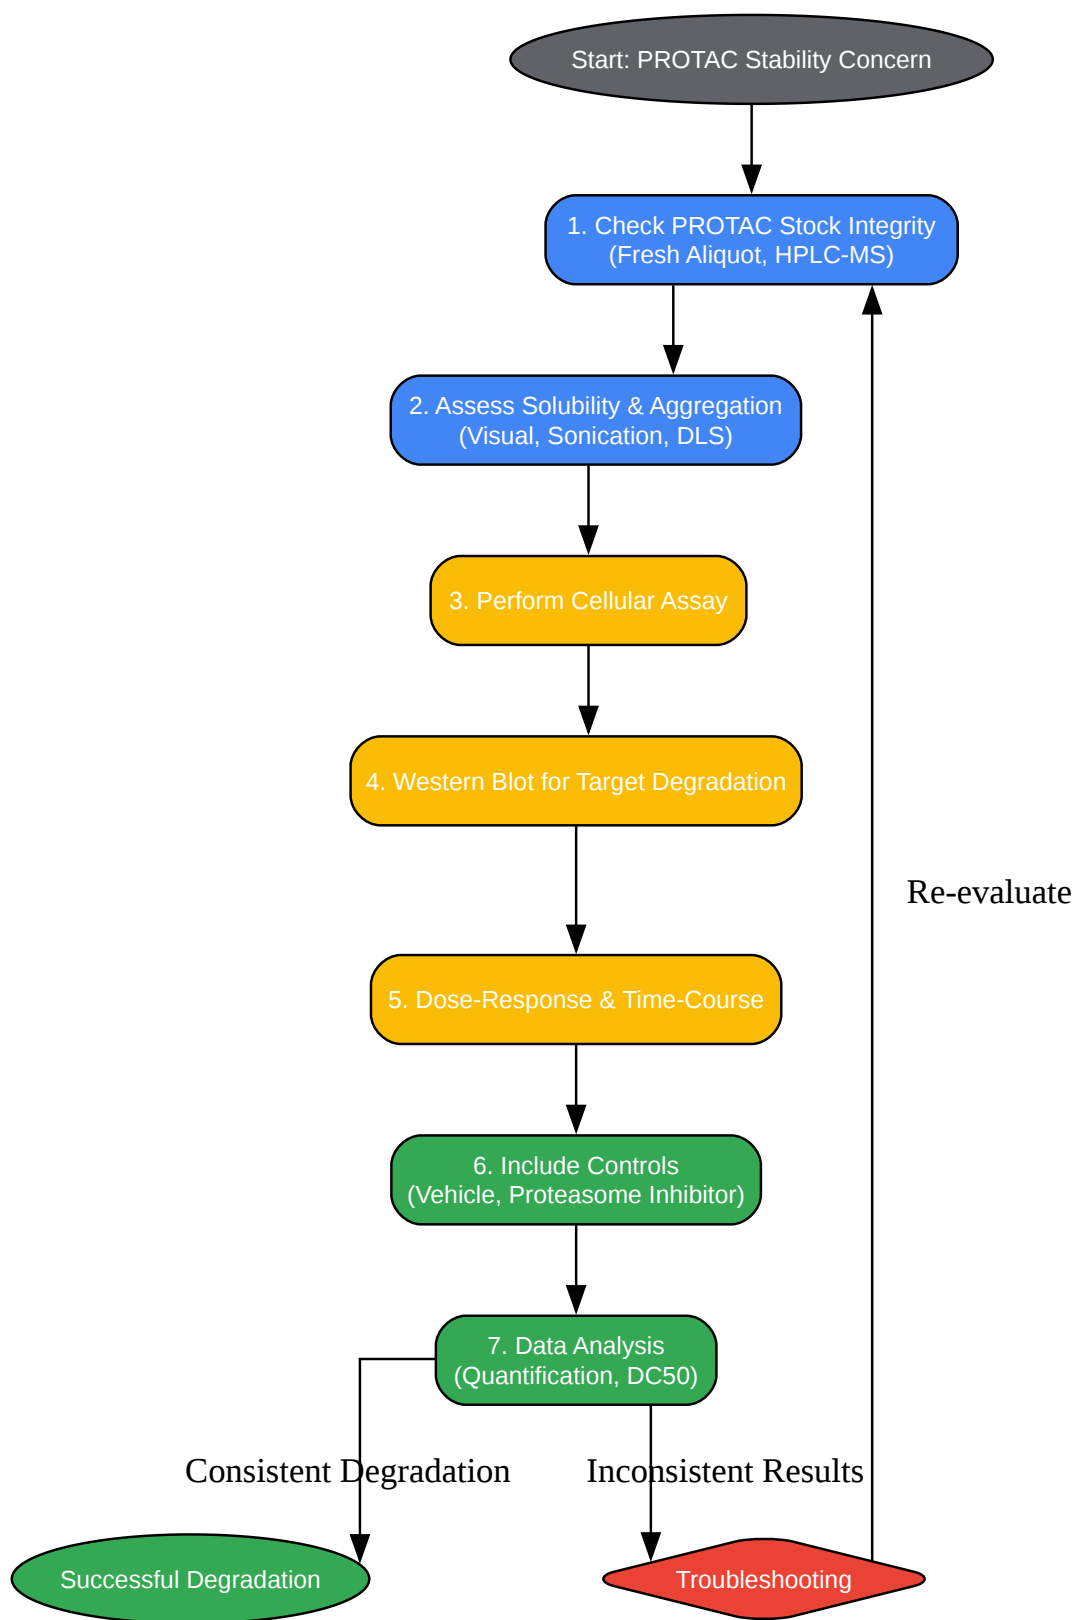 Start: PROTAC Stability Concern
1. Check PROTAC Stock Integrity
(Fresh Aliquot, HPLC-MS)
2. Assess Solubility & Aggregation
(Visual, Sonication, DLS)
3. Perform Cellular Assay
4. Western Blot for Target Degradation
Re-evaluate
5. Dose-Response & Time-Course
6. Include Controls
(Vehicle, Proteasome Inhibitor)
7. Data Analysis
(Quantification, DC50)
Consistent Degradation
Inconsistent Results
Successful Degradation
Troubleshooting